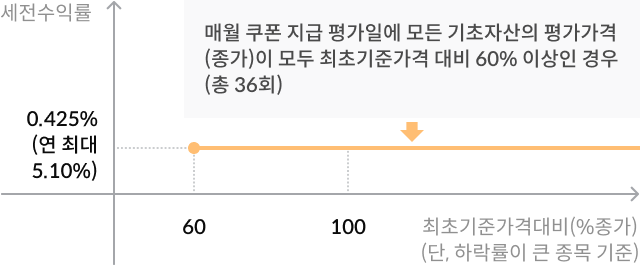 세전수익률
매월 쿠폰 지급 평가일에 모든 기초자산의 평가가격
(종가)이 모두 최초기준가격 대비 60% 이상인 경우
(총 36회)
0.425%
(연 최대
5.10%)
60
100
최초기준가격대비(%종가)
(단, 하락률이 큰 종목 기준)